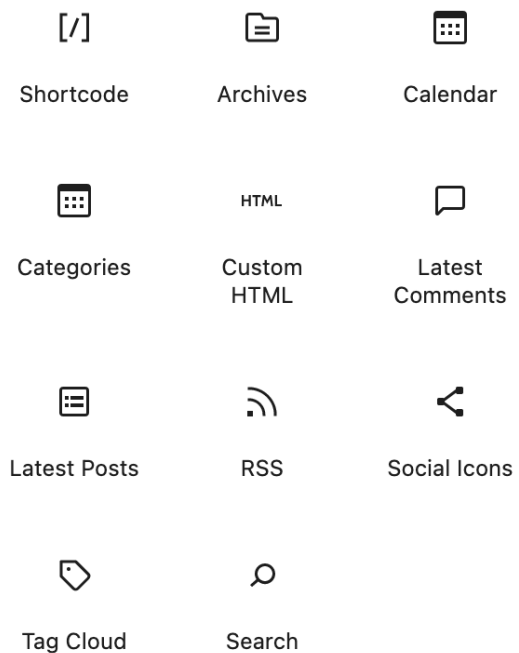 [/]
Shortcode
Archives
Calendar
Categories
HTML
Custom
HTML
Latest
Comments
Latest Posts
RSS
Social Icons
Tag Cloud
Search